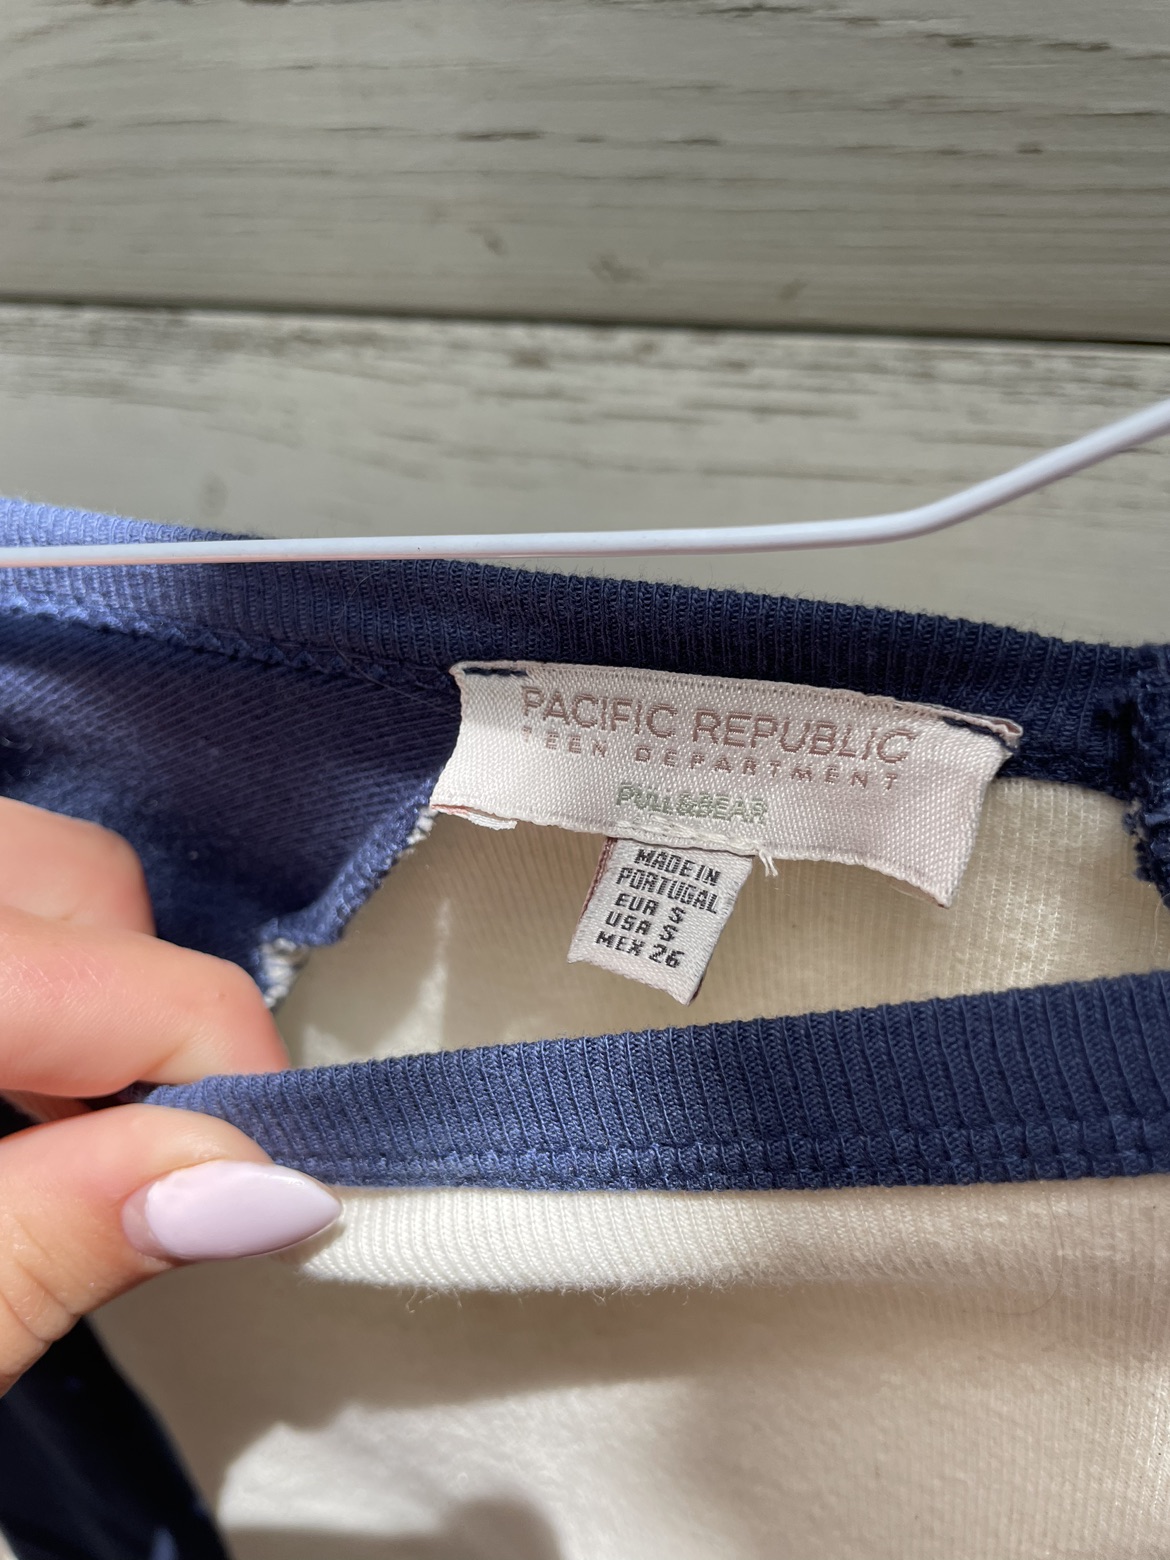 PACIFIC REPUBLIC
TEEN DEPARTMENT
PULL&BEAR
MADE IN
PORTUGAL
EUR S
USA S
MEX 26